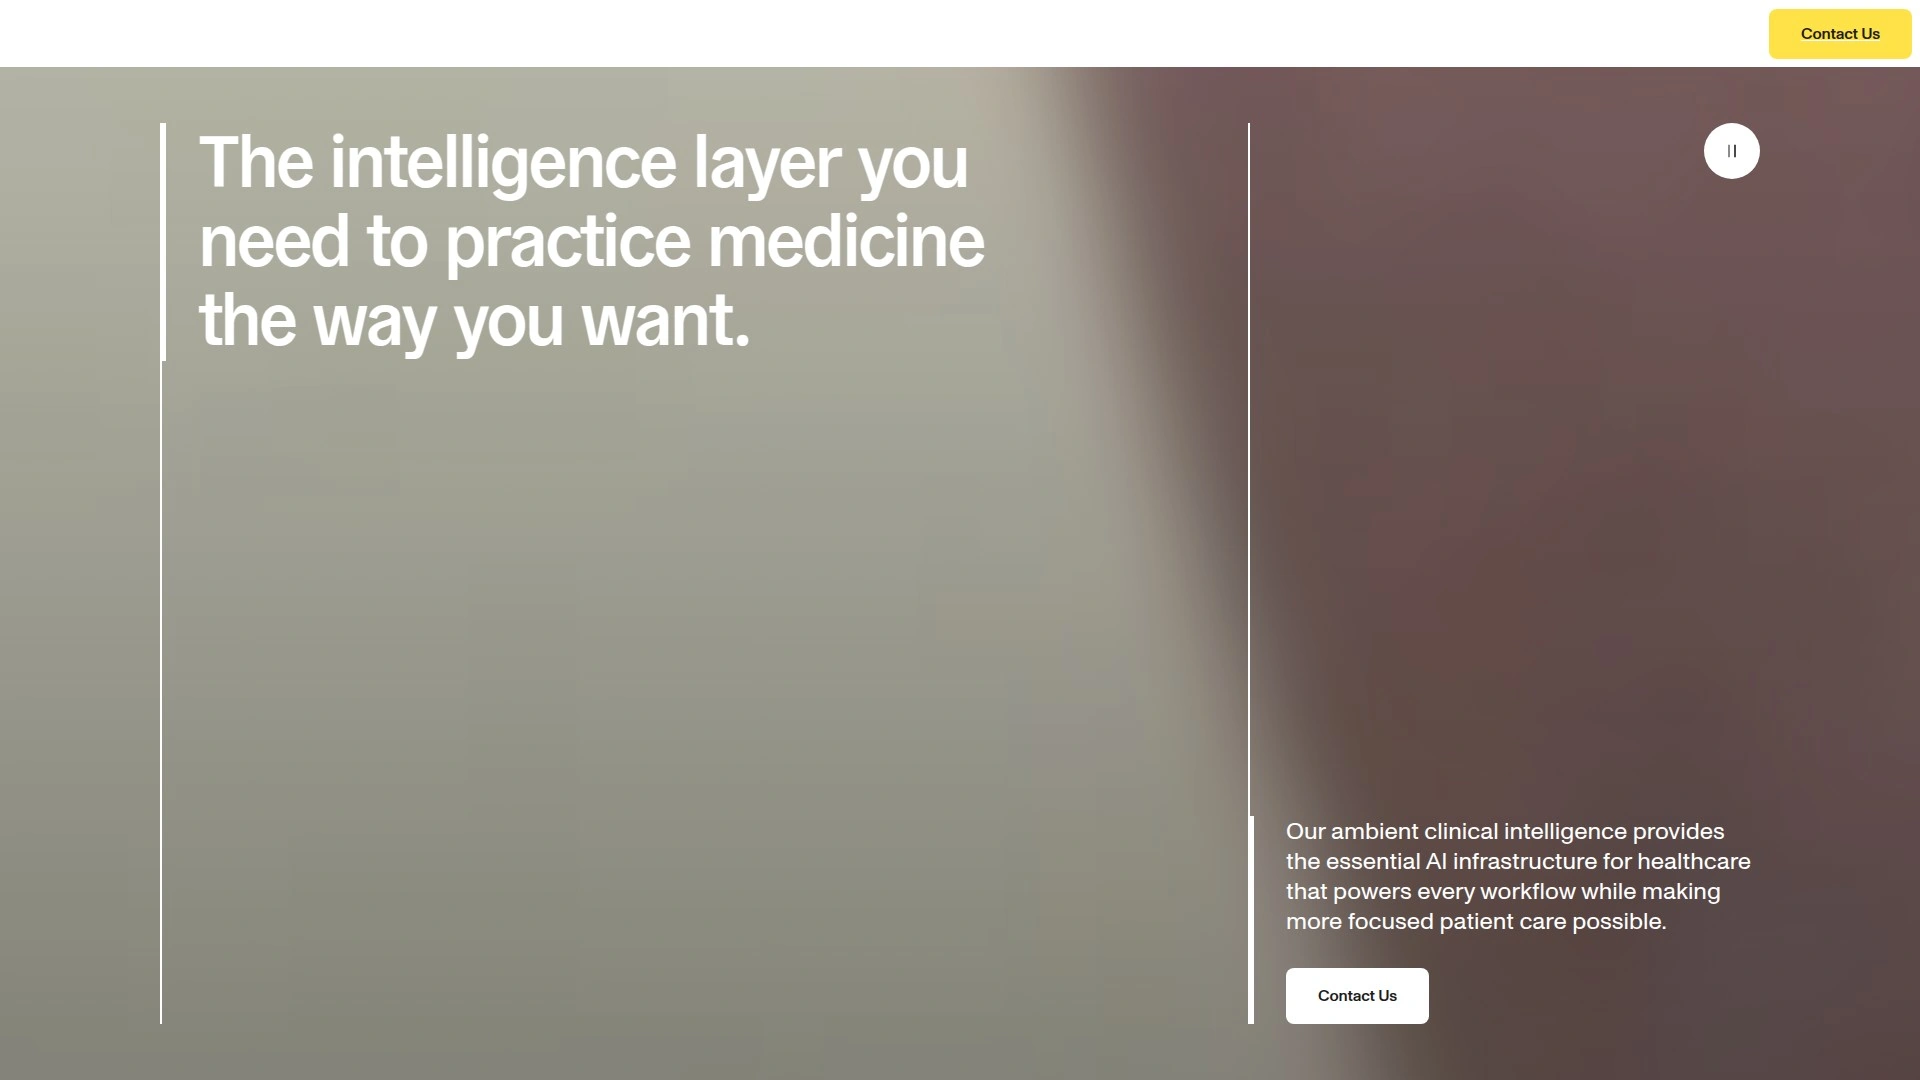 Contact Us
The intelligence layer you
need to practice medicine
the way you want.
Our ambient clinical intelligence provides
the essential AI infrastructure for healthcare
that powers every workflow while making
more focused patient care possible.
Contact Us